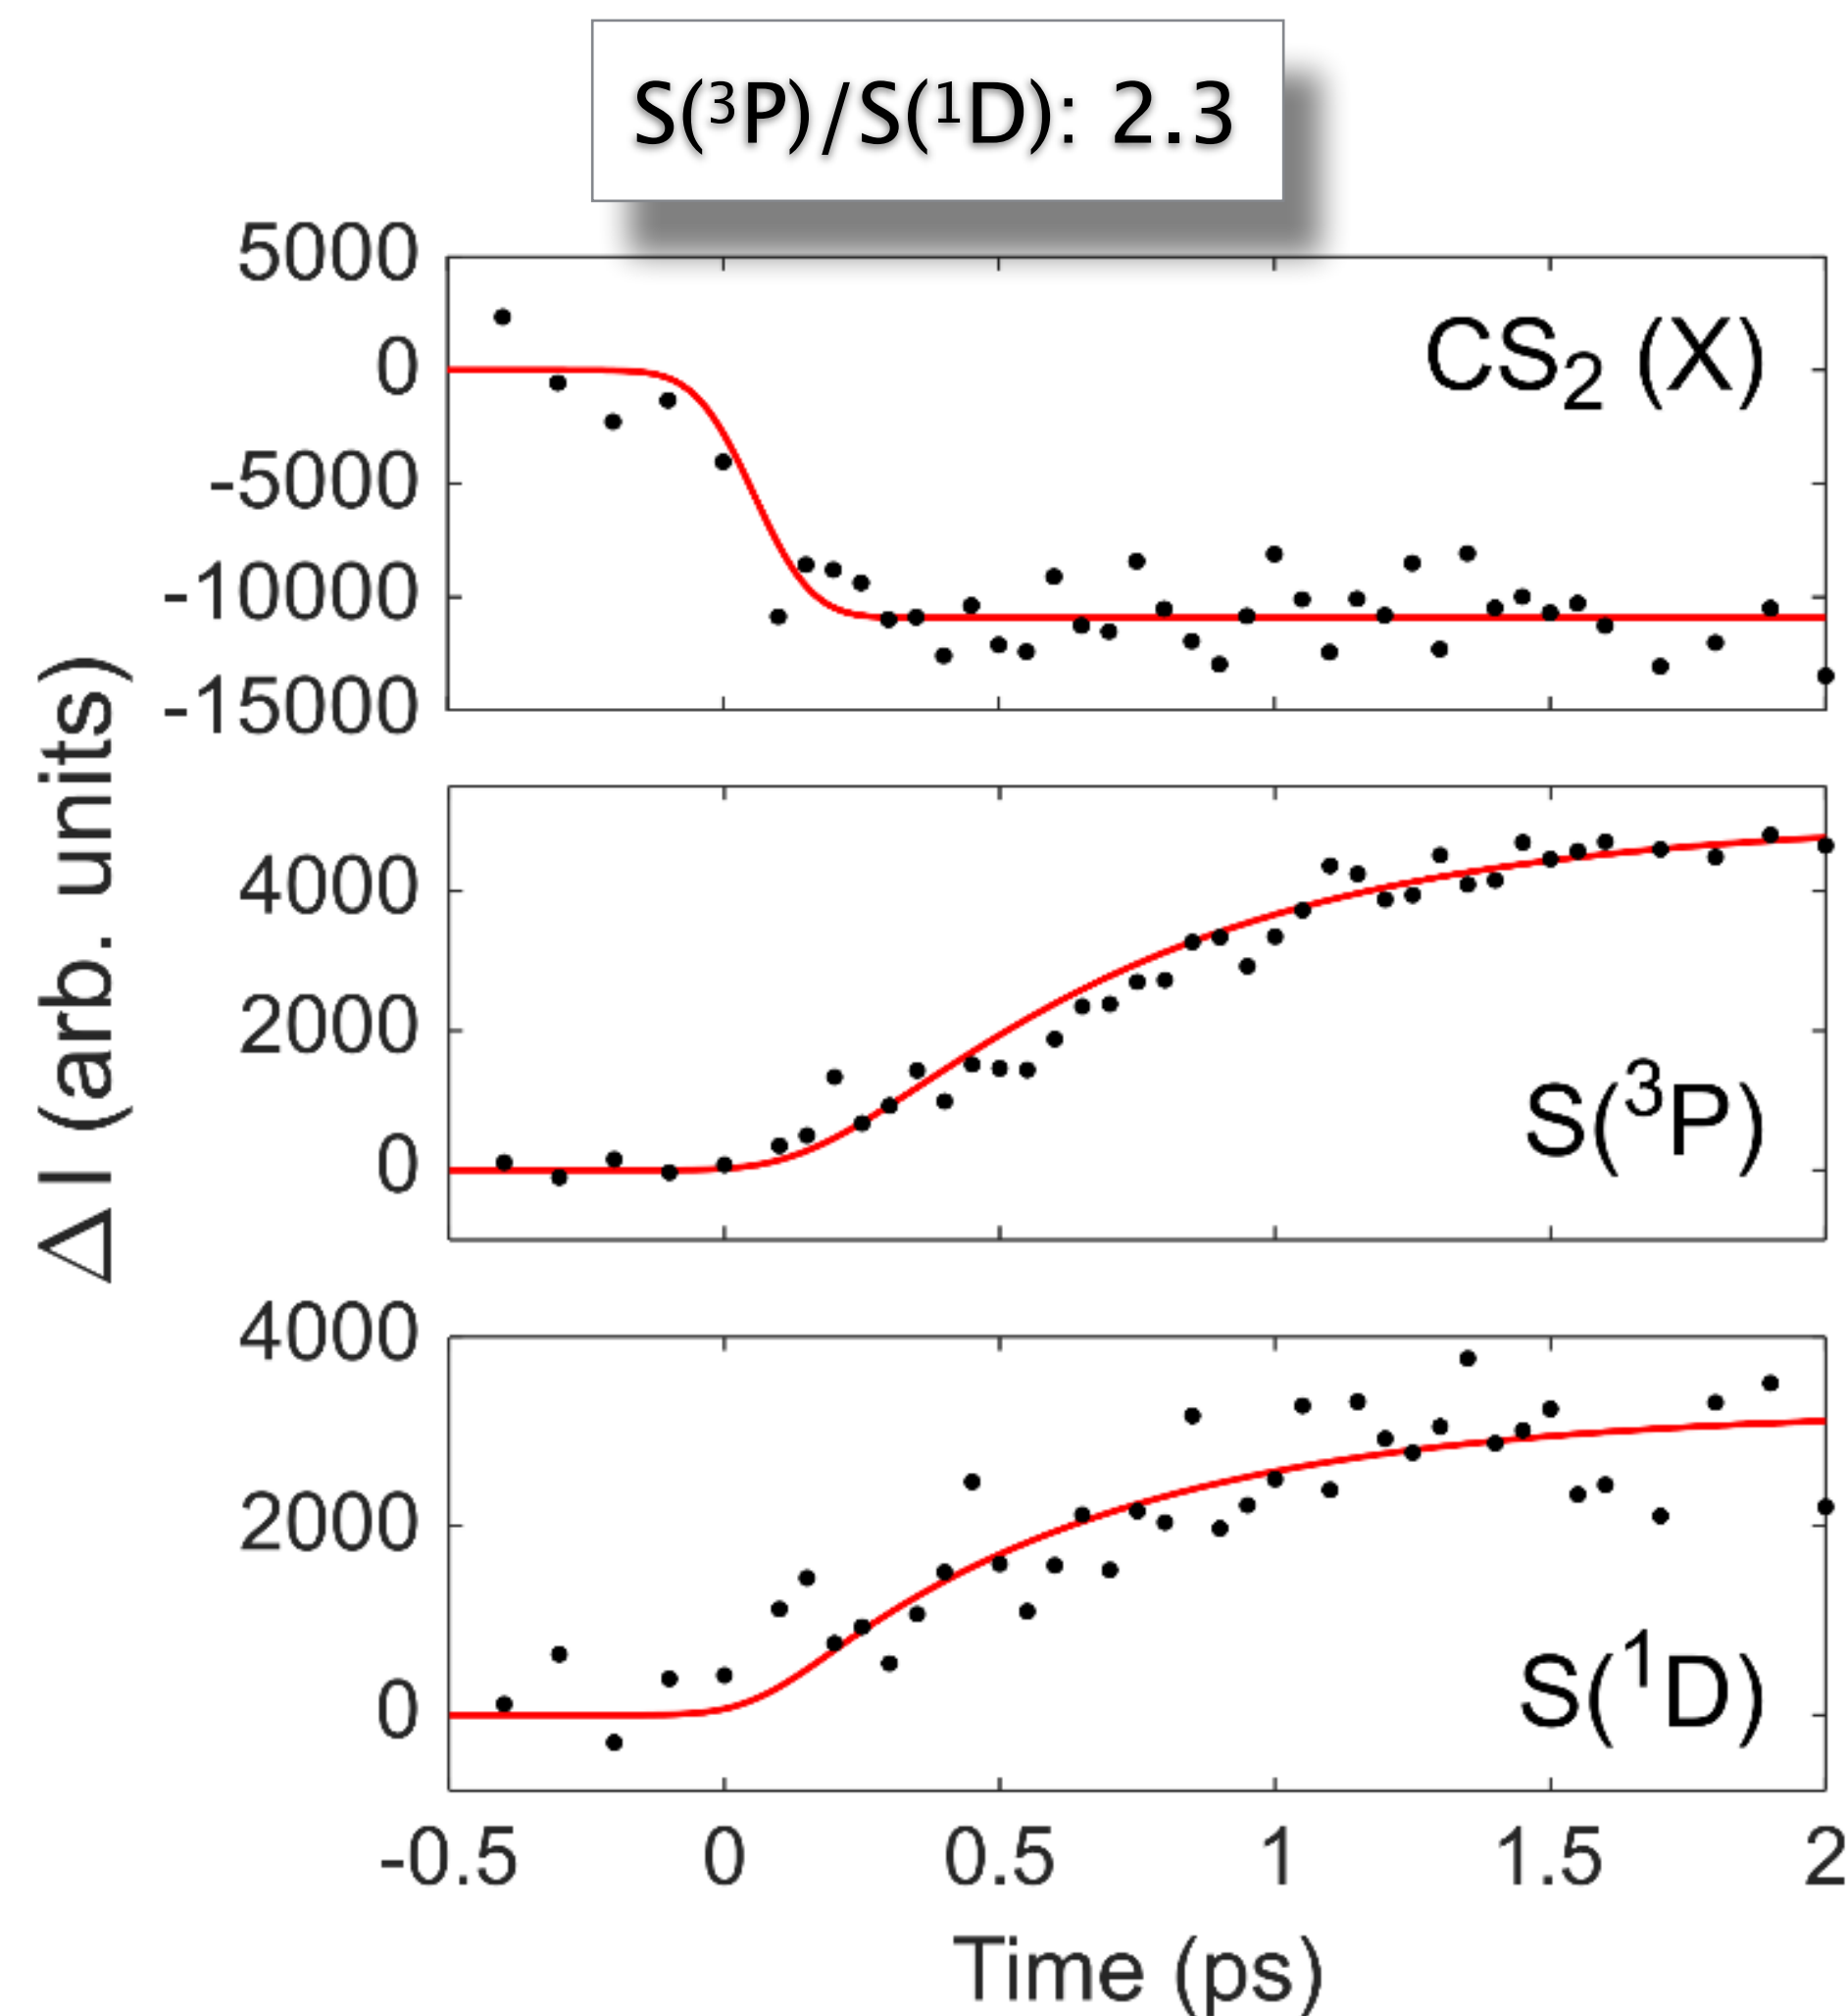 S(³P)/S(¹D): 2.3
5000
0
-5000
-10000
-15000
CS₂ (X)
Δ I (arb. units)
4000
2000
0
S(³P)
4000
2000
0
S(¹D)
-0.5 0 0.5 1 1.5 2
Time (ps)